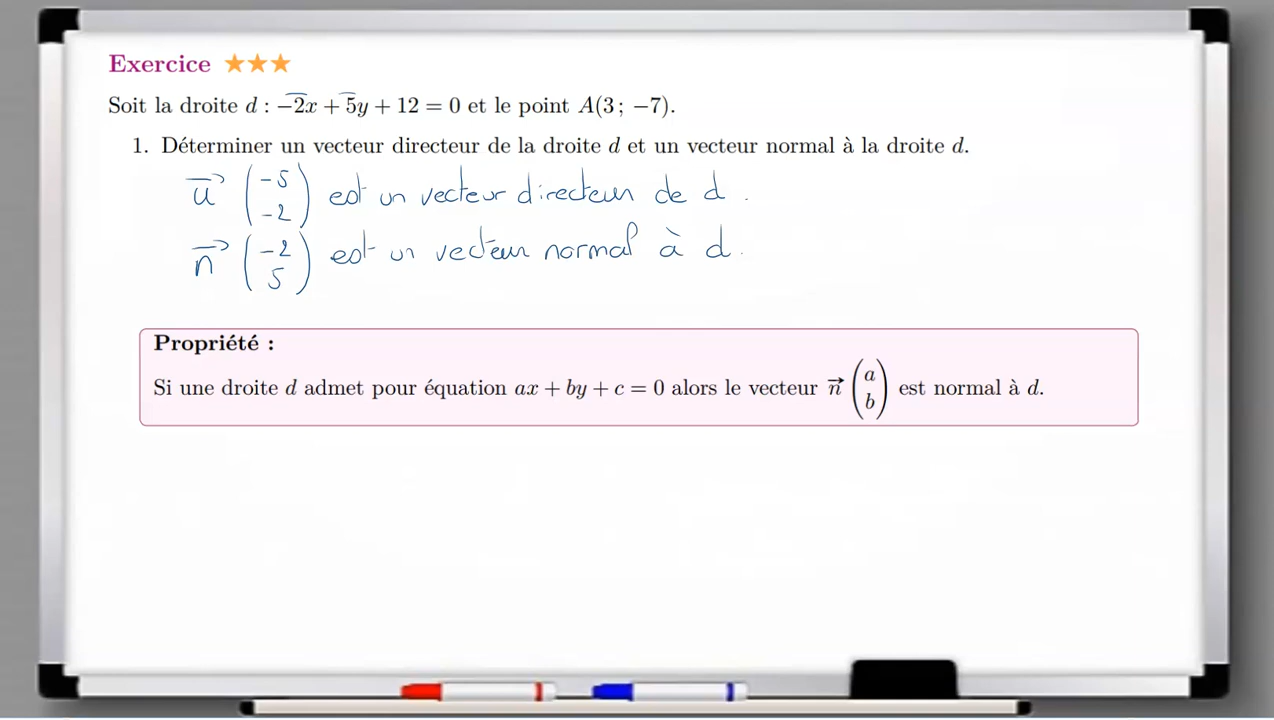 Exercice ★★★
Soit la droite d : −2x + 5y + 12 = 0 et le point A(3 ; −7).
1. Déterminer un vecteur directeur de la droite d et un vecteur normal à la droite d.
u⃗ (−5 −2) est un vecteur directeur de d.
n⃗ (−2 5) est un vecteur normal à d.
Propriété :
Si une droite d admet pour équation ax + by + c = 0 alors le vecteur n⃗ (a b) est normal à d.